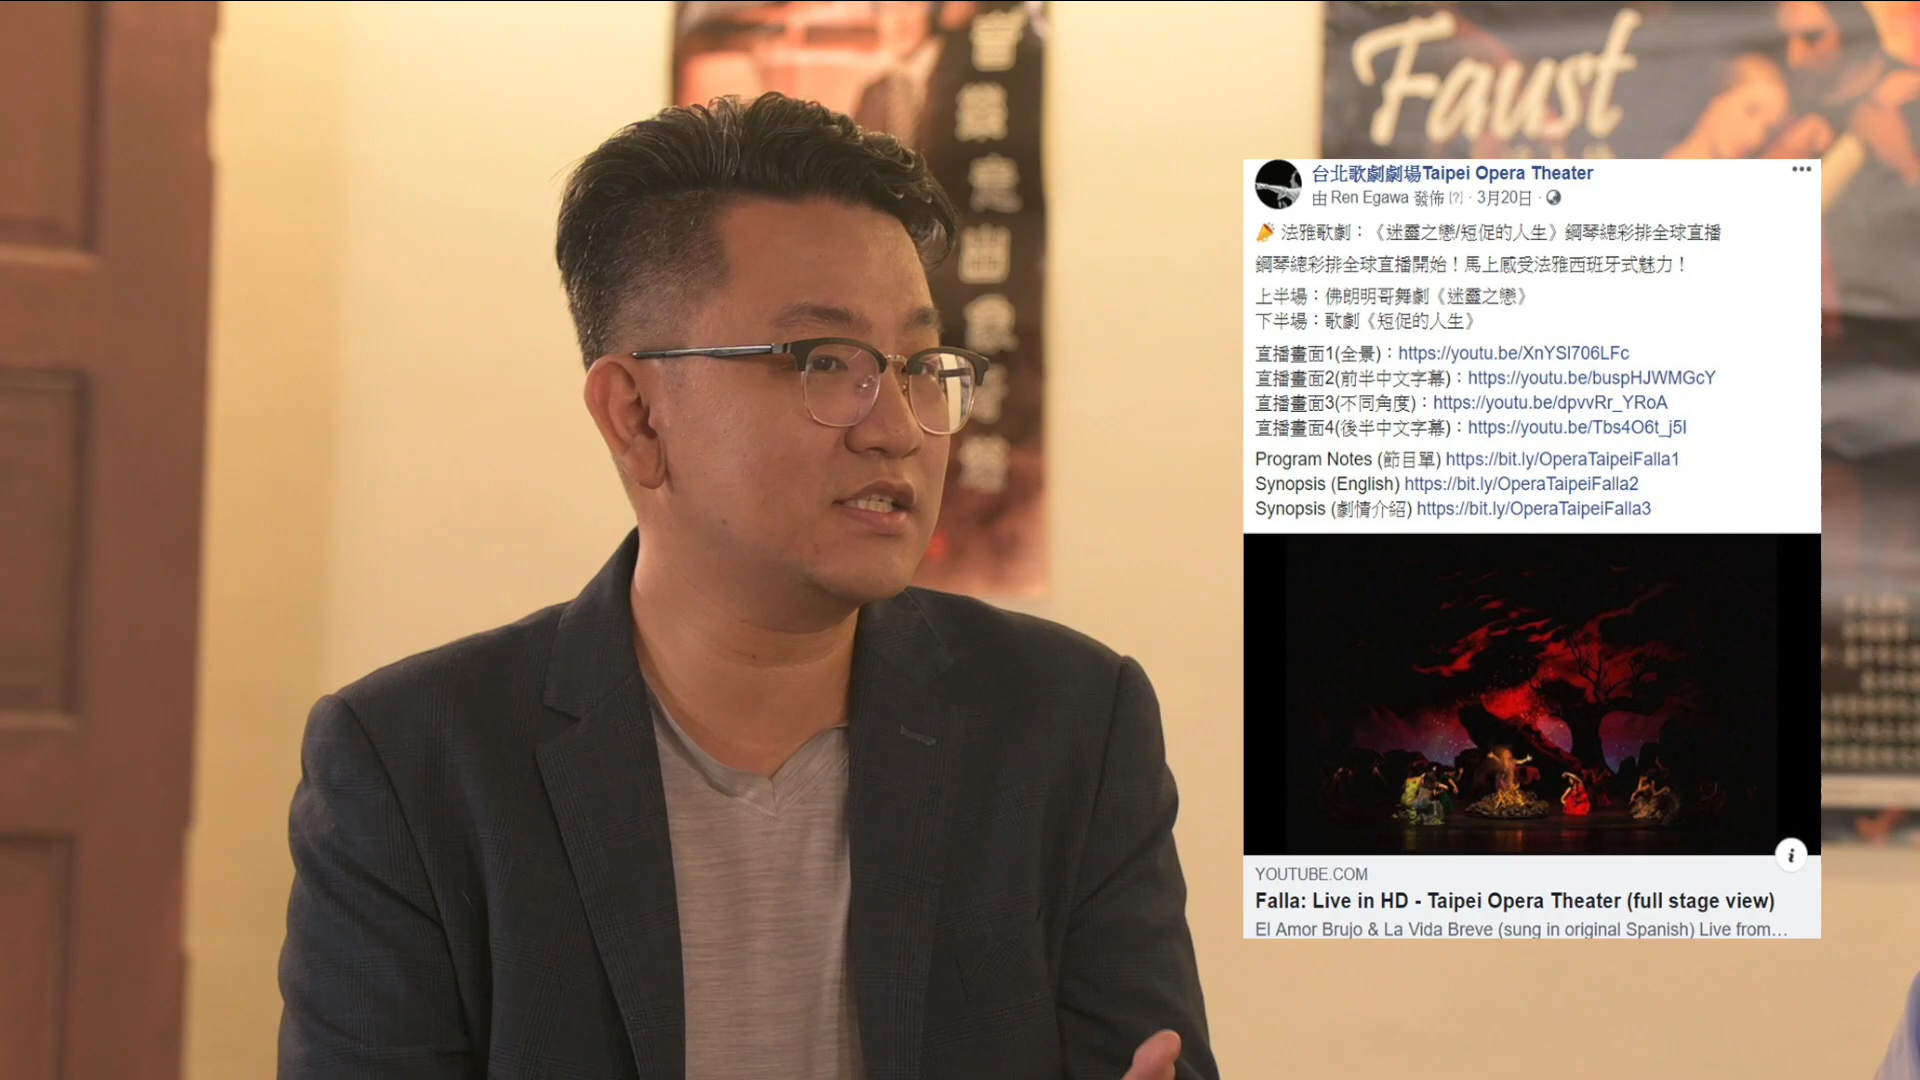 Faust
台北歌劇劇場Taipei Opera Theater
由 Ren Egawa 發佈 [?] · 3月20日 ·
法雅歌劇：《迷靈之戀/短促的人生》鋼琴總彩排全球直播
鋼琴總彩排全球直播開始！馬上感受法雅西班牙式魅力！
上半場：佛朗明哥舞劇《迷靈之戀》
下半場：歌劇《短促的人生》
直播畫面1(全景)：https://youtu.be/XnYSl706LFc
直播畫面2(前半中文字幕)：https://youtu.be/buspHJWMGcY
直播畫面3(不同角度)：https://youtu.be/dpvvRr_YRoA
直播畫面4(後半中文字幕)：https://youtu.be/Tbs4O6t_j5I
Program Notes (節目單) https://bit.ly/OperaTaipeiFalla1
Synopsis (English) https://bit.ly/OperaTaipeiFalla2
Synopsis (劇情介紹) https://bit.ly/OperaTaipeiFalla3
YOUTUBE.COM
Falla: Live in HD - Taipei Opera Theater (full stage view)
El Amor Brujo & La Vida Breve (sung in original Spanish) Live from…